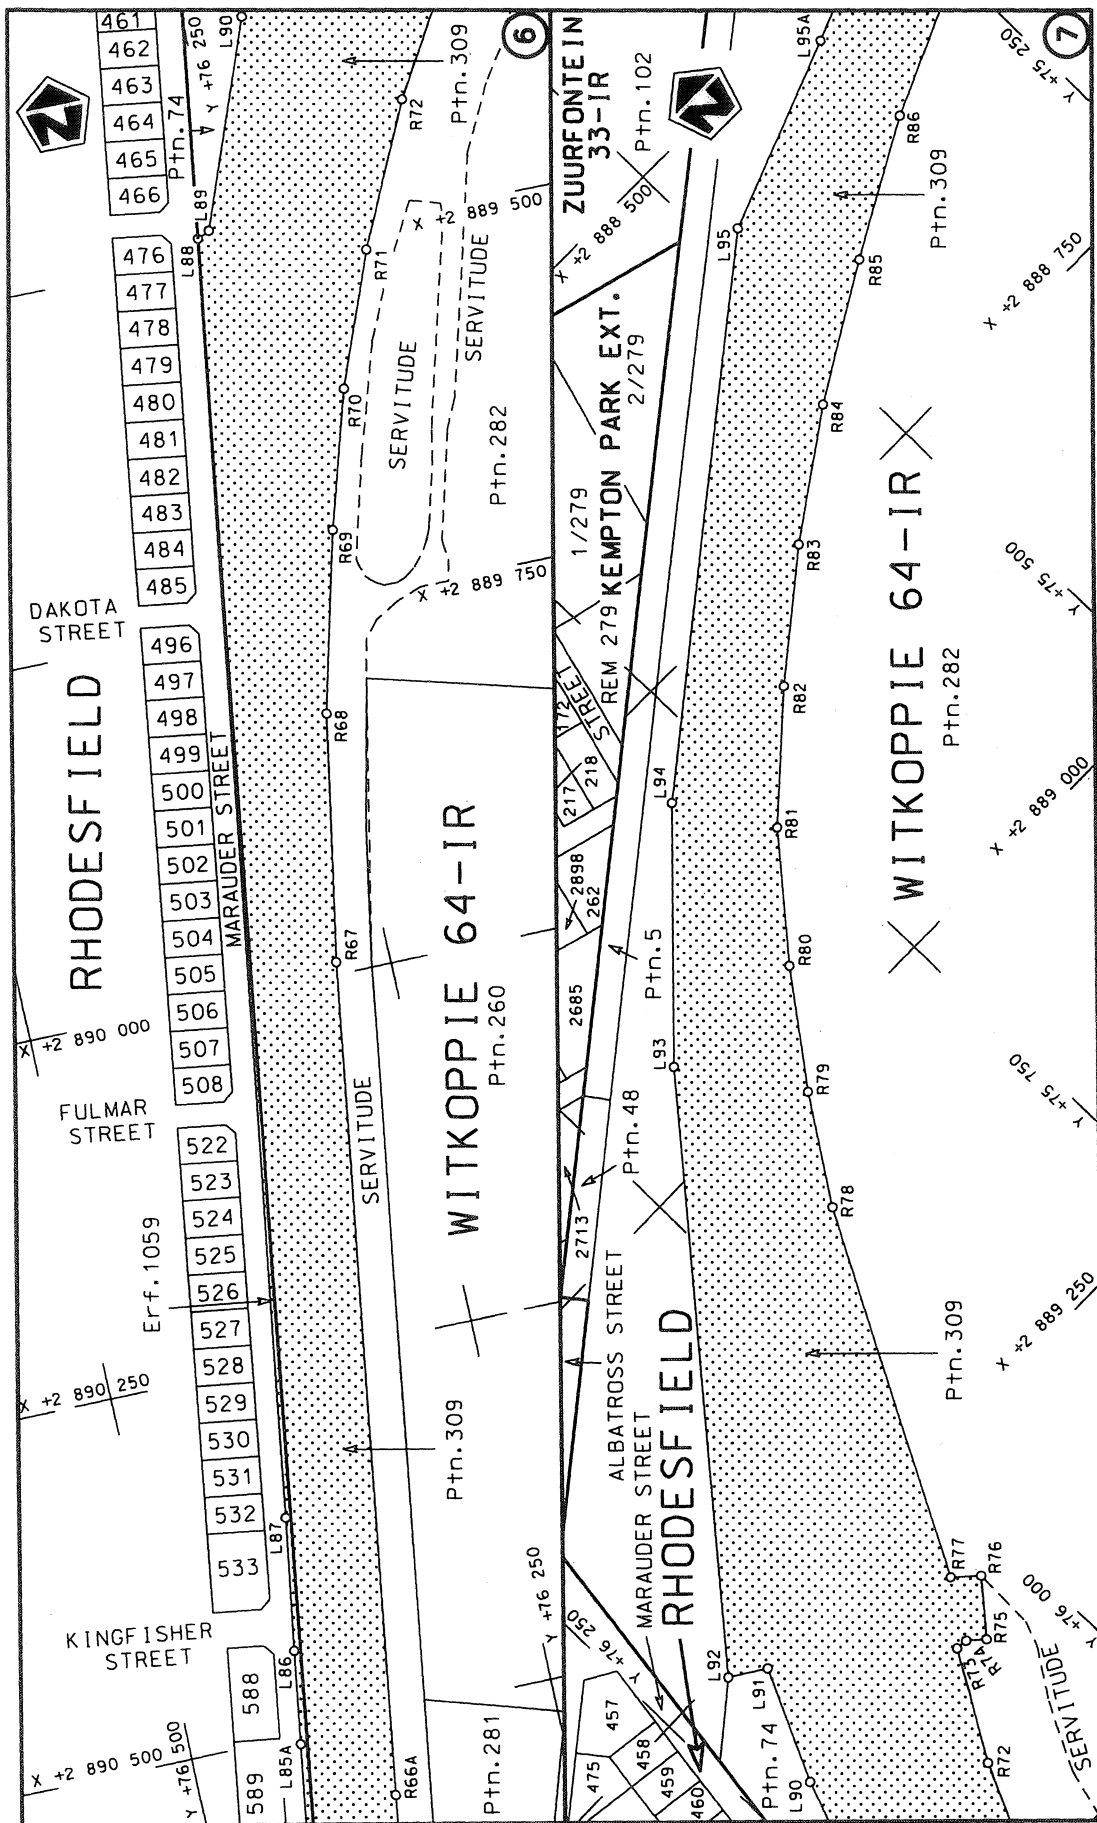 461
462
463
464
465
466
Ptn.74
Y +76 250
L90
L89
L88
R72
Ptn.309
6
N
476
477
478
479
480
481
482
483
484
485
R71
R70
R69
X +2 889 500
SERVITUDE
SERVITUDE
Ptn.282
X +2 889 750
DAKOTA
STREET
RHODESFIELD
496
497
498
499
500
501
502
503
504
505
506
507
508
MARAUDER STREET
R68
R67
WITKOPPIE 64-IR
Ptn.260
SERVITUDE
X +2 890 000
FULMAR
STREET
Erf.1059
522
523
524
525
526
527
528
529
530
531
532
533
L87
Ptn.309
X +2 890 250
KINGFISHER
STREET
588
589
L86
L85A
R66A
Ptn.281
X +2 890 500
Y +76 500
Y +76 250
ZUURFONTEIN
33-IR
Ptn.102
X +2 888 500
N
L95A
L95
R86
R85
R84
Ptn.309
Y +75 250
7
X +2 888 750
KEMPTON PARK EXT.
2/279
1/279
REM 279
STREET
172
217
218
2898
262
2685
Ptn.5
L94
L93
R83
R82
R81
R80
R79
R78
WITKOPPIE 64-IR
Ptn.282
Y +75 500
X +2 889 000
Y +75 750
Ptn.48
2713
ALBATROSS STREET
MARAUDER STREET
RHODESFIELD
Y +76 250
Ptn.309
X +2 889 250
L92
L91
L90
R77
R76
R75
R74
R73
R72
Y +76 000
SERVITUDE
457
458
459
460
475
Ptn.74